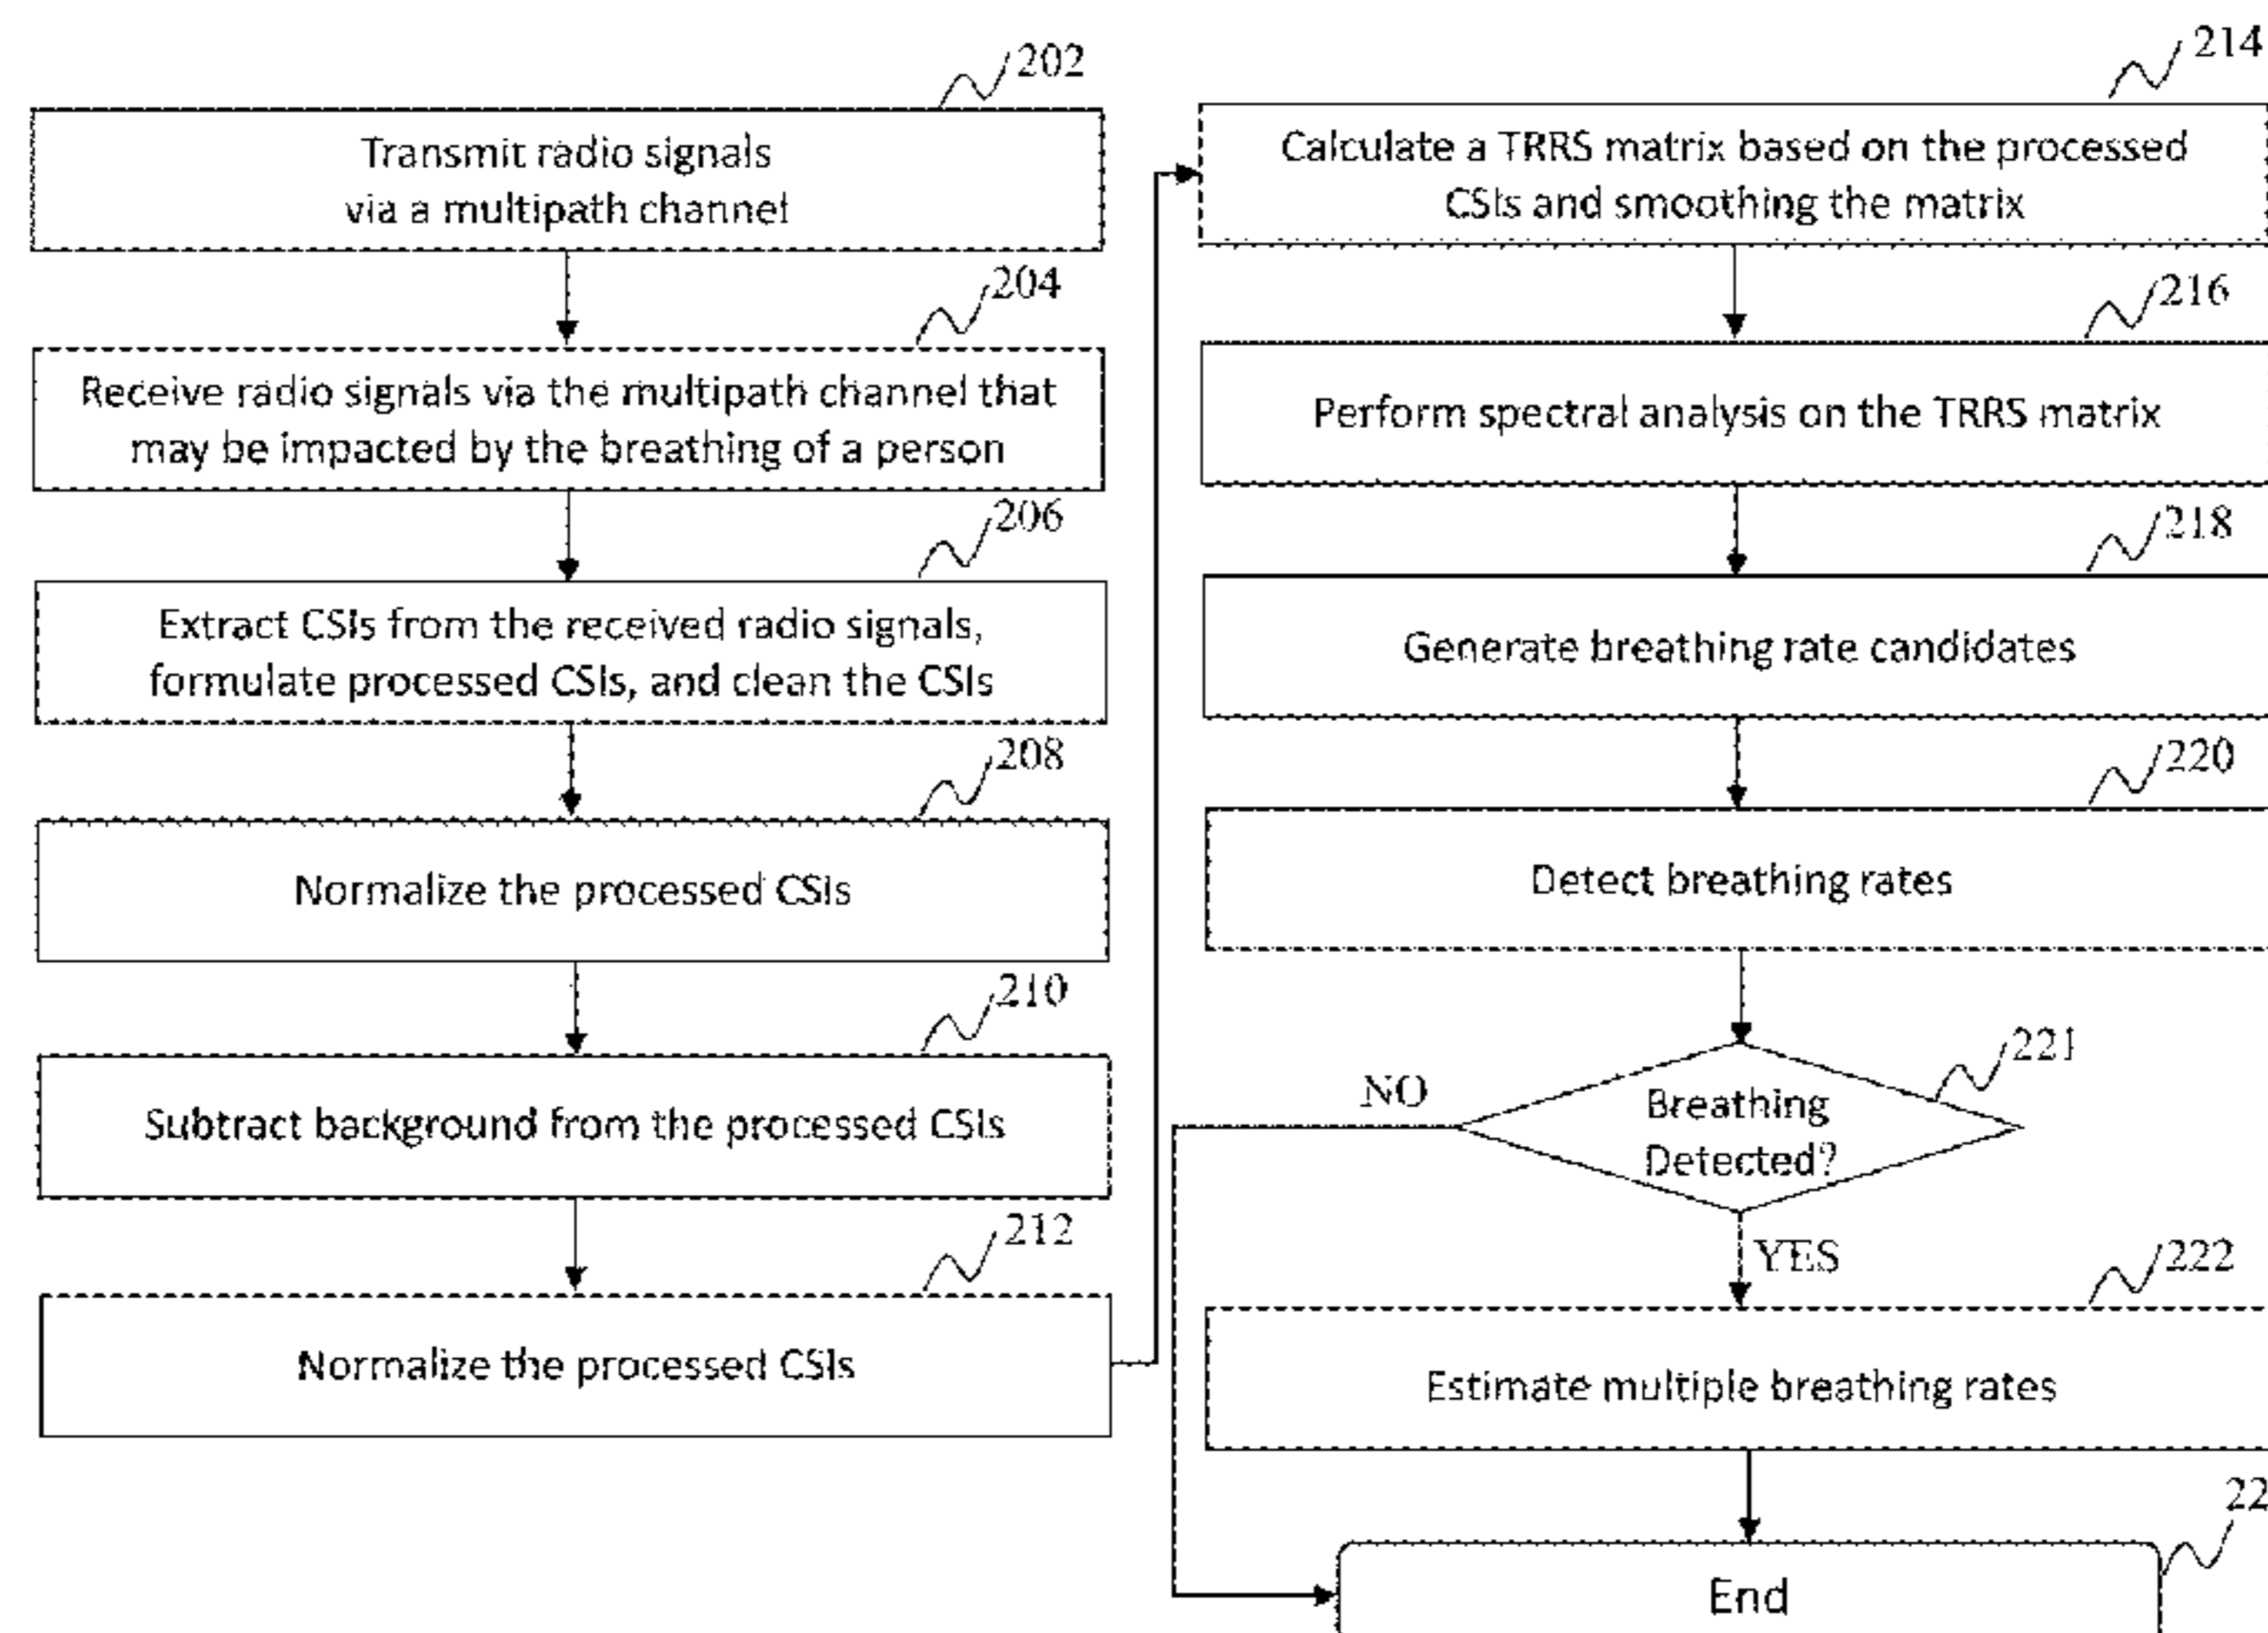 202
Transmit radio signals
via a multipath channel
204
Receive radio signals via the multipath channel that
may be impacted by the breathing of a person
206
Extract CSIs from the received radio signals,
formulate processed CSIs, and clean the CSIs
208
Normalize the processed CSIs
210
Subtract background from the processed CSIs
212
Normalize the processed CSIs
214
Calculate a TRRS matrix based on the processed
CSIs and smoothing the matrix
216
Perform spectral analysis on the TRRS matrix
218
Generate breathing rate candidates
220
Detect breathing rates
221
Breathing
Detected?
NO
YES
222
Estimate multiple breathing rates
End